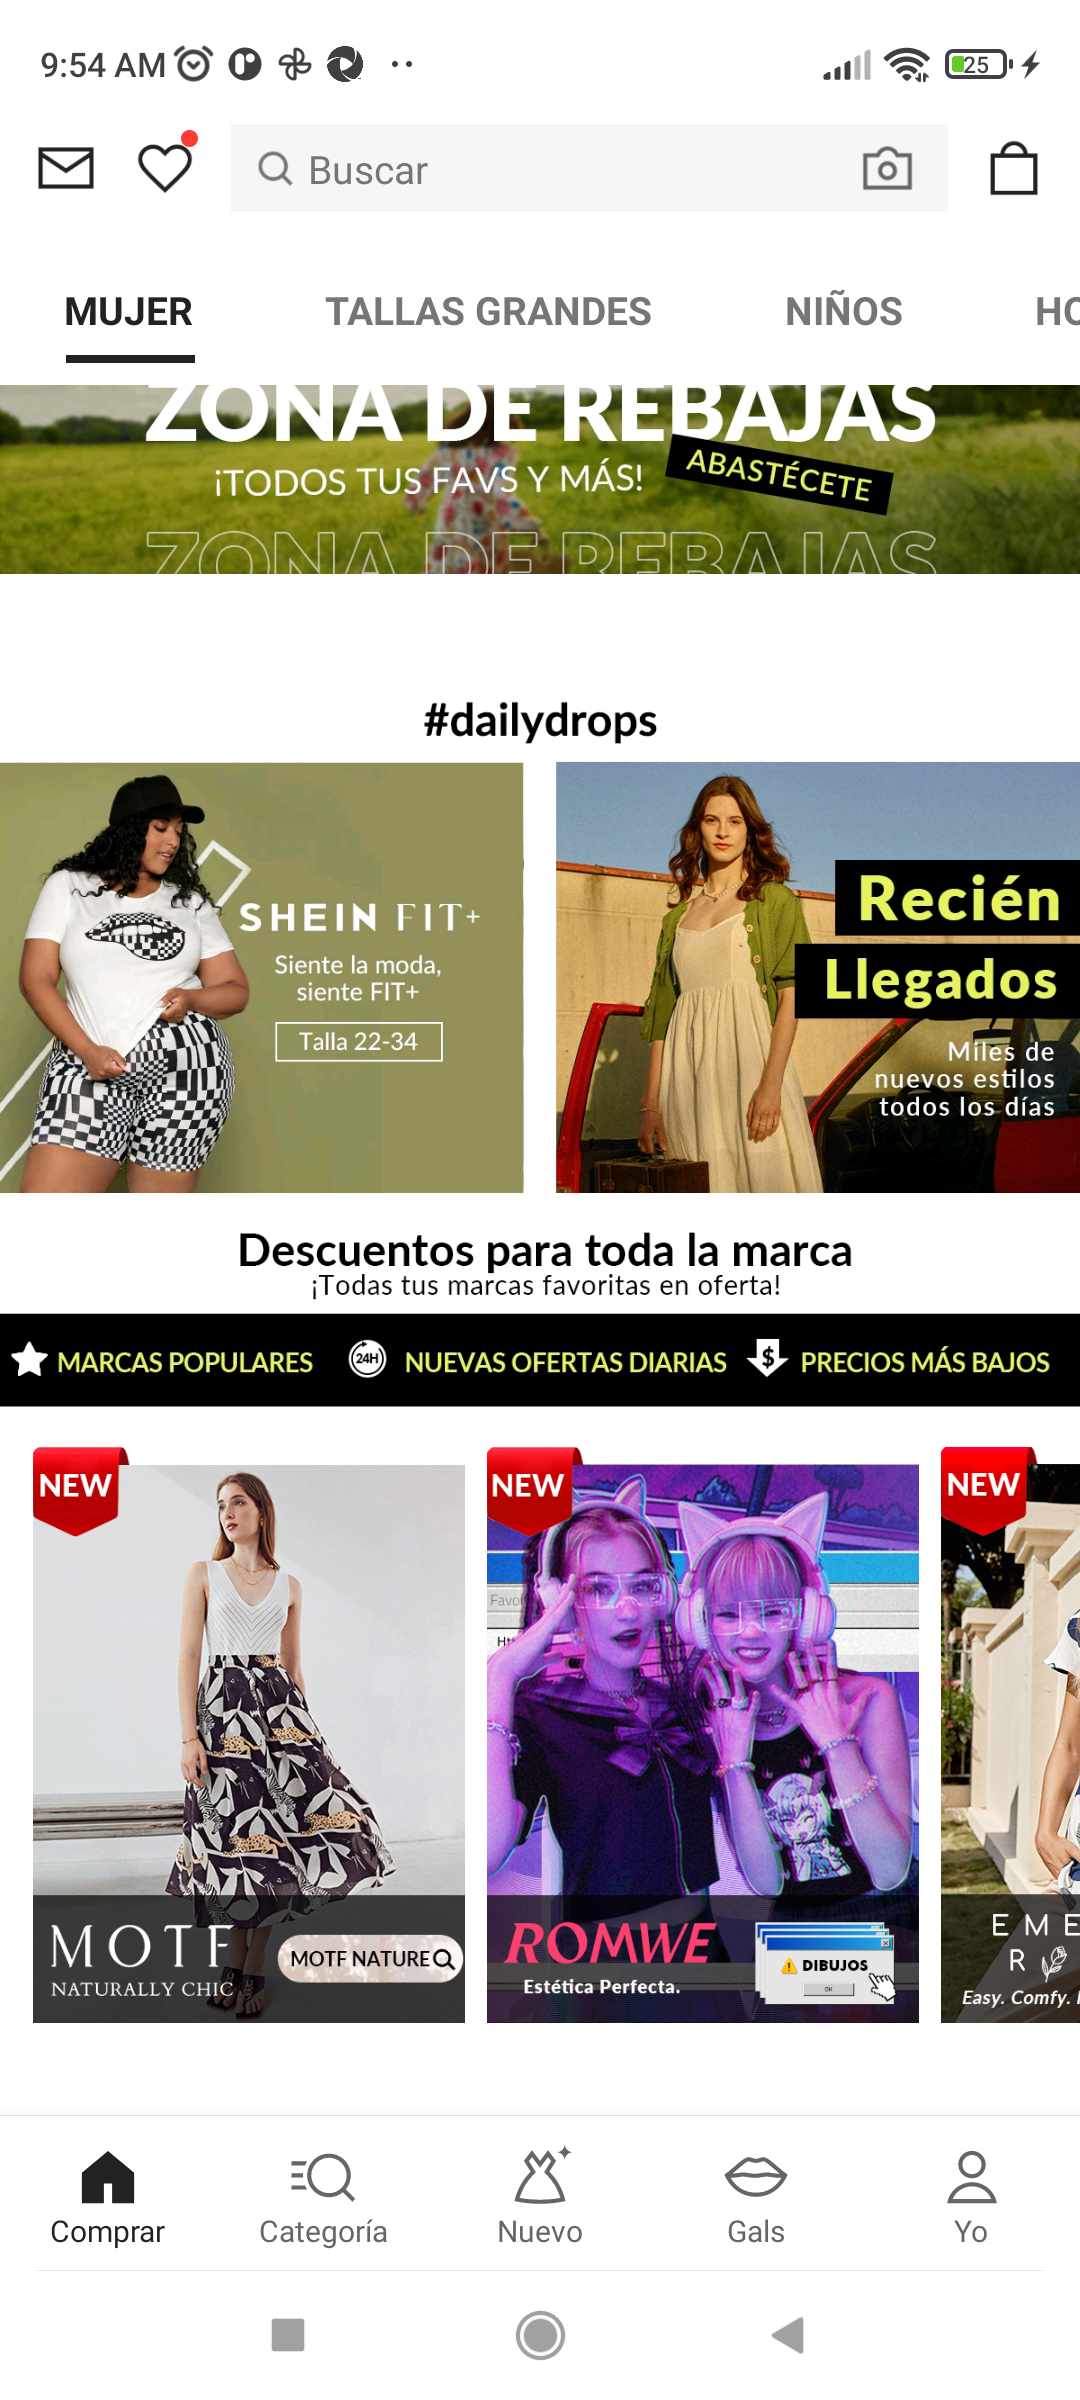 9:54 AM
25
Buscar
MUJER
TALLAS GRANDES
NIÑOS
ZONA DE REBAJAS
¡TODOS TUS FAVS Y MÁS!
ABASTÉCETE
ZONA DE REBAJAS
#dailydrops
SHEIN FIT+
Siente la moda,
siente FIT+
Talla 22-34
Recién
Llegados
Miles de
nuevos estilos
todos los días
Descuentos para toda la marca
¡Todas tus marcas favoritas en oferta!
MARCAS POPULARES
24H
NUEVAS OFERTAS DIARIAS
$
PRECIOS MÁS BAJOS
NEW
MOTF
NATURALLY CHIC
MOTF NATURE
NEW
ROMWE
Estética Perfecta.
DIBUJOS
OK
NEW
EME
R
Easy. Comfy.
Comprar
Categoría
Nuevo
Gals
Yo